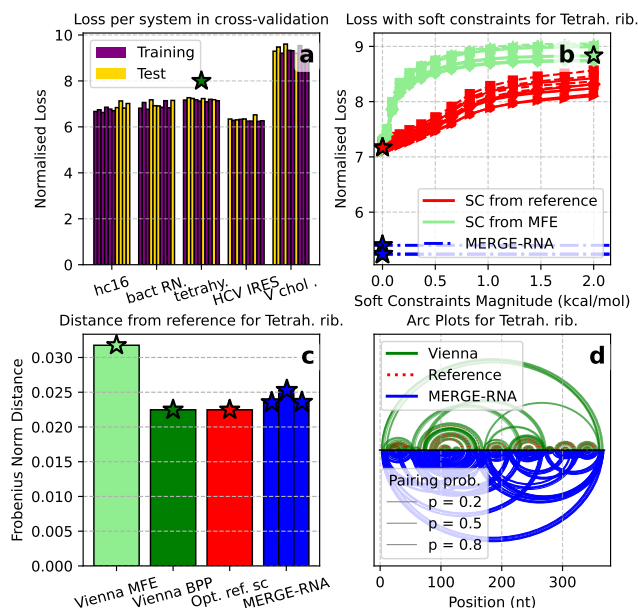 Loss per system in cross-validation
Normalised Loss
10
8
6
4
2
0
Training
Test
a
hc16
bact RN.
tetrahy.
HCV IRES
V chol .
Loss with soft constraints for Tetrah. rib.
Normalised Loss
9
8
7
6
b
SC from reference
SC from MFE
MERGE-RNA
0.0
0.5
1.0
1.5
2.0
Soft Constraints Magnitude (kcal/mol)
Distance from reference for Tetrah. rib.
Frobenius Norm Distance
0.030
0.025
0.020
0.015
0.010
0.005
0.000
c
Vienna MFE
Vienna BPP
Opt. ref. sc
MERGE-RNA
Arc Plots for Tetrah. rib.
Vienna
Reference
MERGE-RNA
d
Pairing prob.
p = 0.2
p = 0.5
p = 0.8
0
100
200
300
Position (nt)